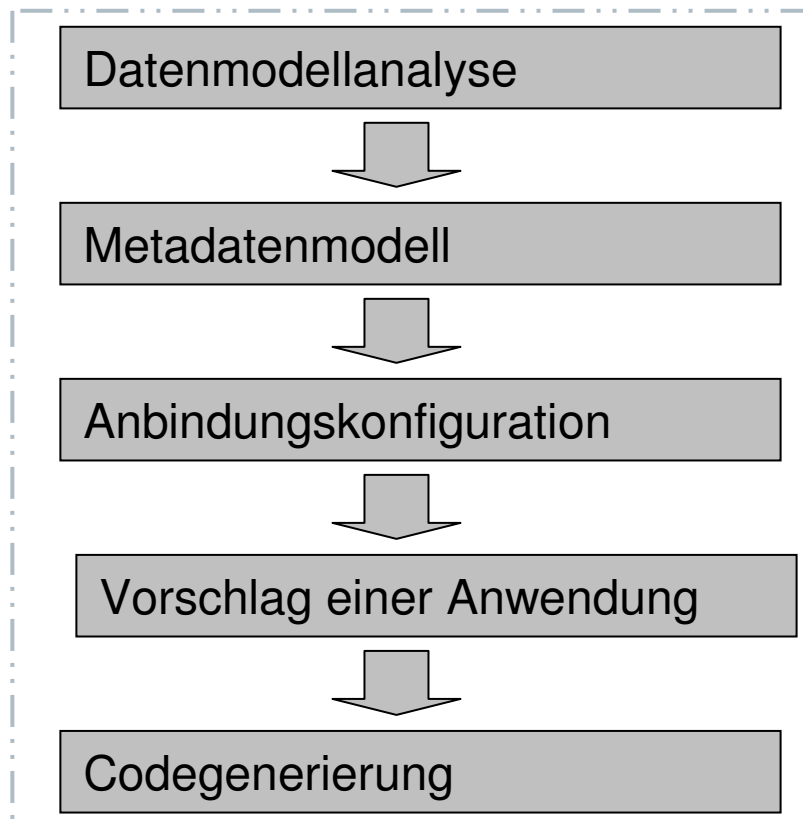 Datenmodellanalyse
Metadatenmodell
Anbindungskonfiguration
Vorschlag einer Anwendung
Codegenerierung